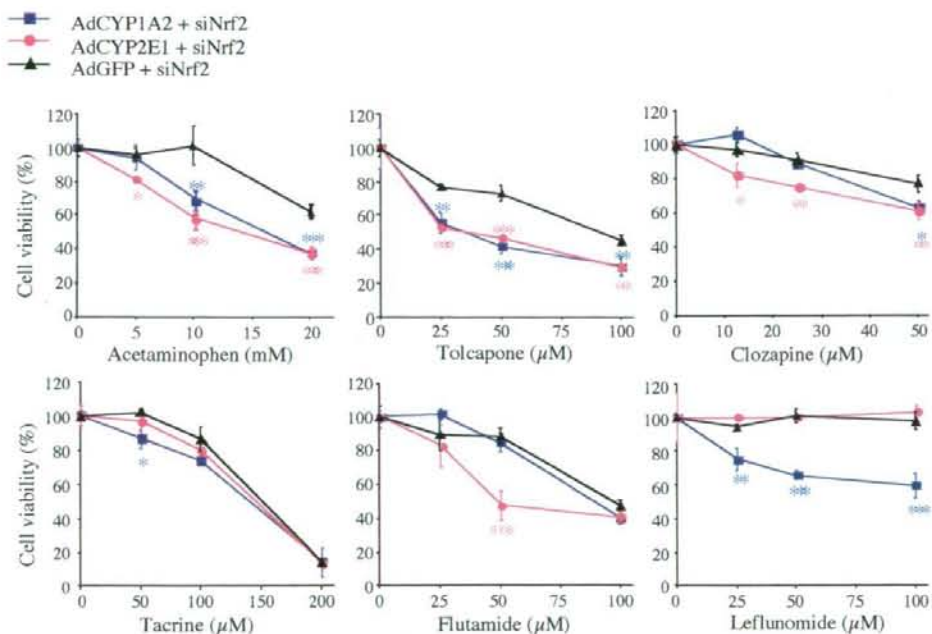 AdCYP1A2 + siNrf2
AdCYP2E1 + siNrf2
AdGFP + siNrf2
Cell viability (%)
120
100
80
60
40
20
0
0 5 10 15 20
Acetaminophen (mM)
120
100
80
60
40
20
0
0 25 50 75 100
Tolcapone (µM)
120
100
80
60
40
20
0
0 10 20 30 40 50
Clozapine (µM)
Cell viability (%)
120
100
80
60
40
20
0
0 50 100 150 200
Tacrine (µM)
120
100
80
60
40
20
0
0 25 50 75 100
Flutamide (µM)
120
100
80
60
40
20
0
0 25 50 75 100
Leflunomide (µM)